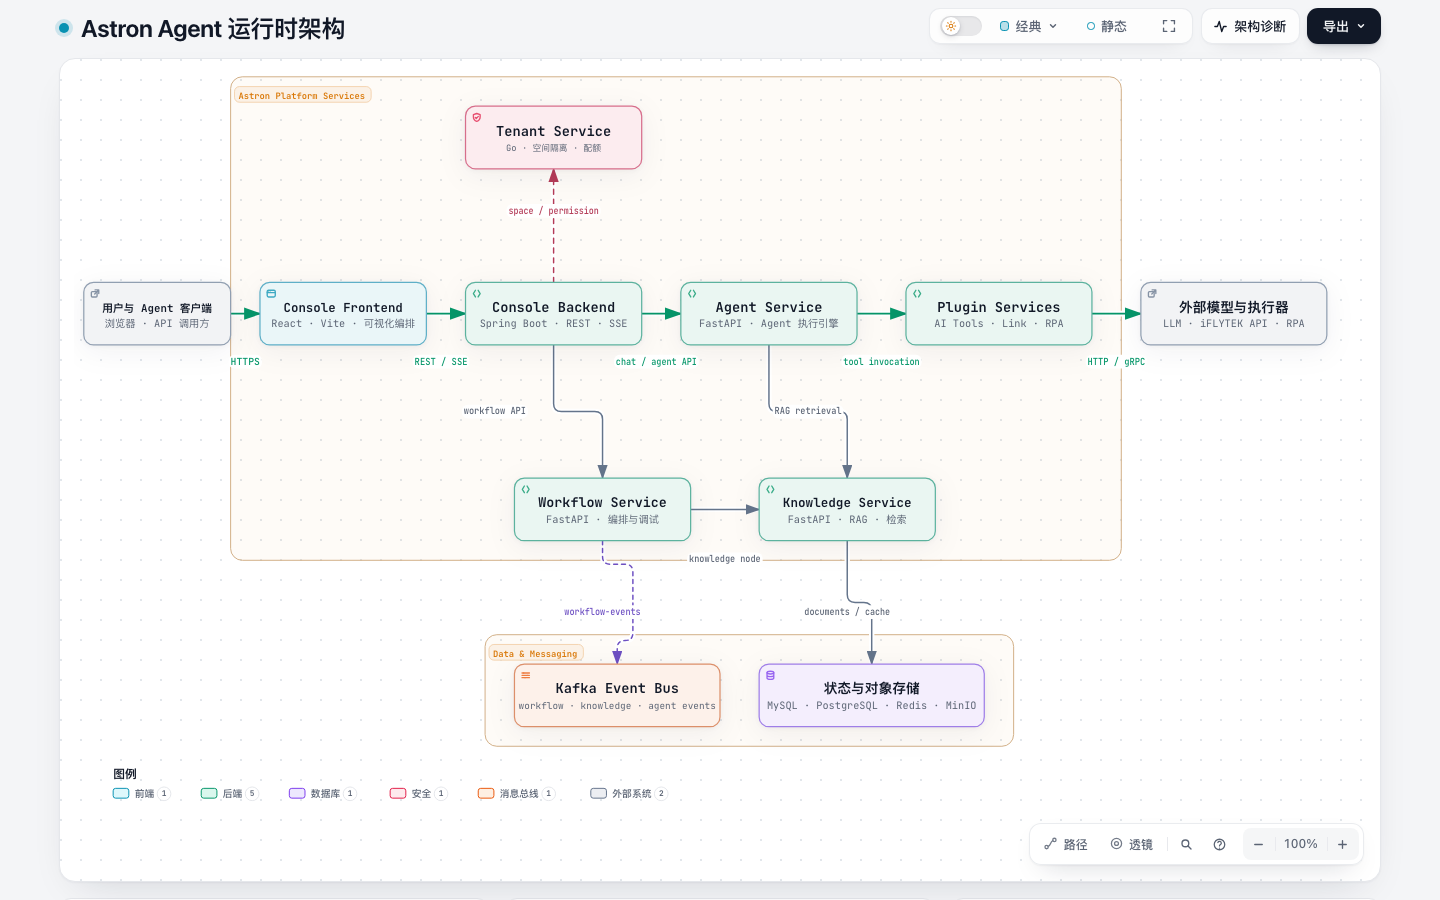 Astron Agent 运行时架构
经典
静态
架构诊断
导出
Astron Platform Services
Tenant Service
Go · 空间隔离 · 配额
space / permission
用户与 Agent 客户端
浏览器 · API 调用方
Console Frontend
React · Vite · 可视化编排
Console Backend
Spring Boot · REST · SSE
Agent Service
FastAPI · Agent 执行引擎
Plugin Services
AI Tools · Link · RPA
外部模型与执行器
LLM · iFLYTEK API · RPA
HTTPS
REST / SSE
chat / agent API
tool invocation
HTTP / gRPC
workflow API
RAG retrieval
Workflow Service
FastAPI · 编排与调试
Knowledge Service
FastAPI · RAG · 检索
knowledge node
workflow-events
documents / cache
Data & Messaging
Kafka Event Bus
workflow · knowledge · agent events
状态与对象存储
MySQL · PostgreSQL · Redis · MinIO
图例
前端 1
后端 5
数据库 1
安全 1
消息总线 1
外部系统 2
路径
透镜
100%